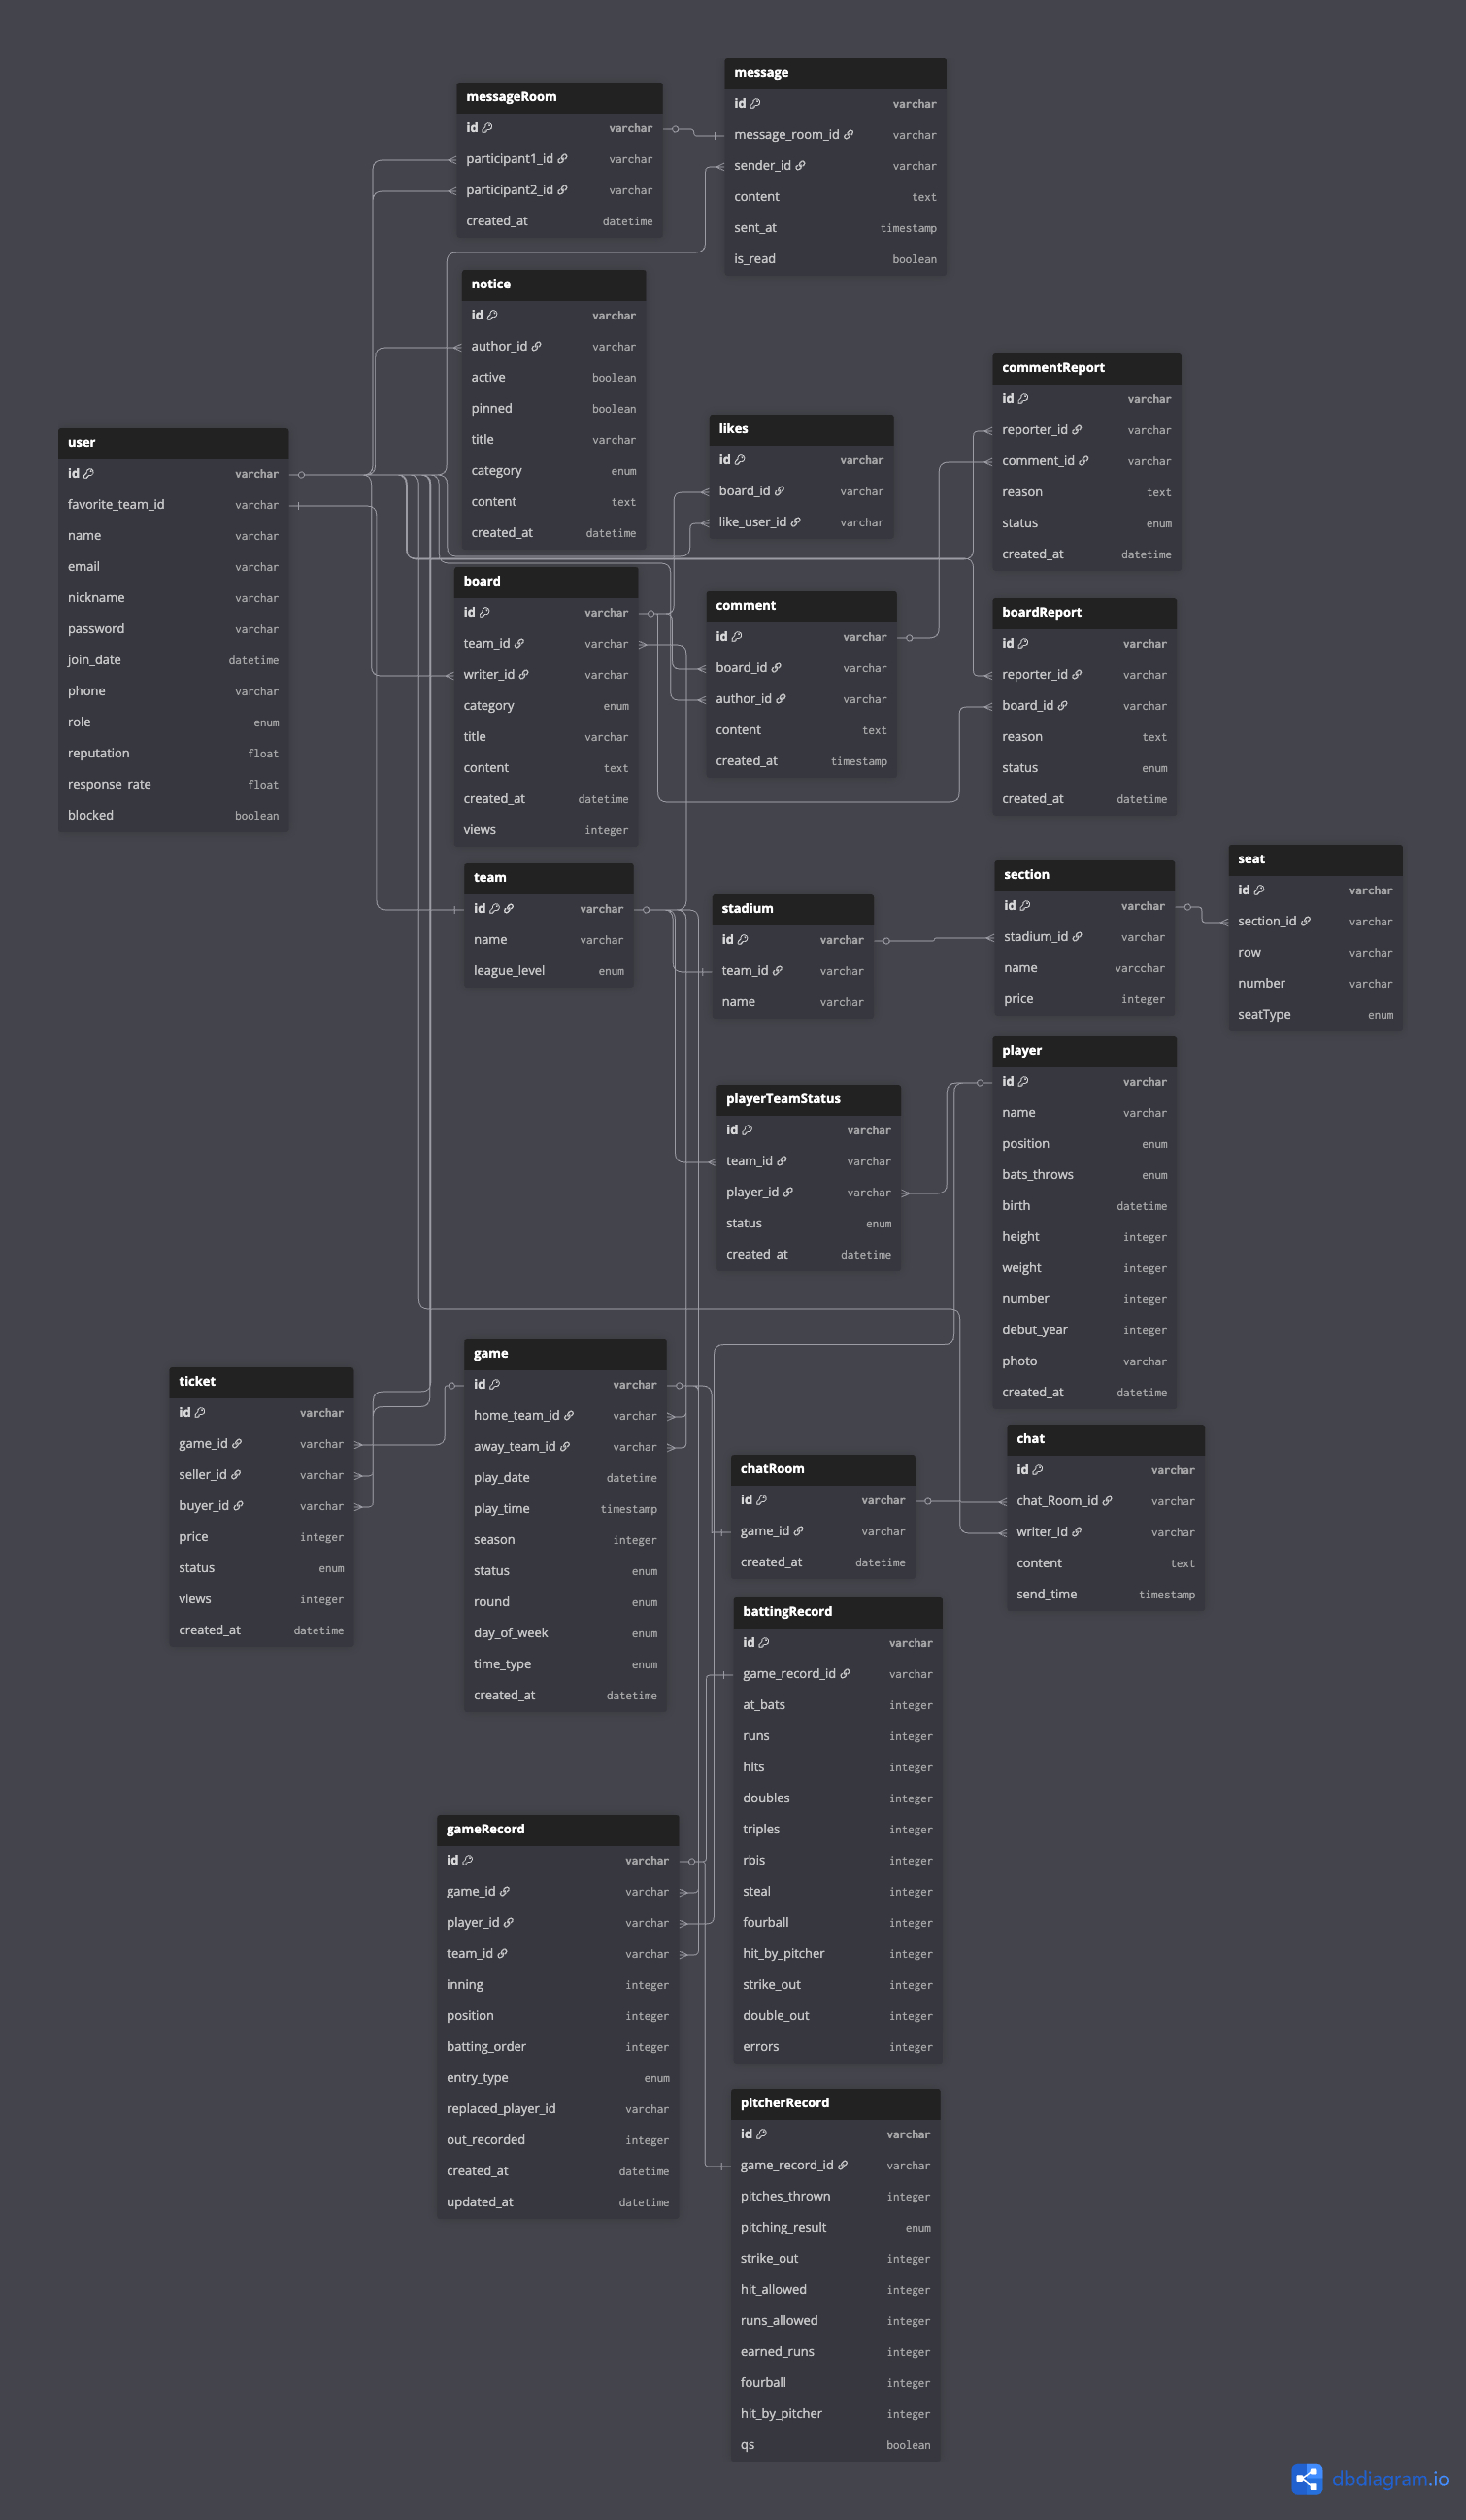 message
id varchar
message_room_id varchar
sender_id varchar
content text
sent_at timestamp
is_read boolean
messageRoom
id varchar
participant1_id varchar
participant2_id varchar
created_at datetime
notice
id varchar
author_id varchar
active boolean
pinned boolean
title varchar
category enum
content text
created_at datetime
commentReport
id varchar
reporter_id varchar
comment_id varchar
reason text
status enum
created_at datetime
likes
id varchar
board_id varchar
like_user_id varchar
user
id varchar
favorite_team_id varchar
name varchar
email varchar
nickname varchar
password varchar
join_date datetime
phone varchar
role enum
reputation float
response_rate float
blocked boolean
board
id varchar
team_id varchar
writer_id varchar
category enum
title varchar
content text
created_at datetime
views integer
comment
id varchar
board_id varchar
author_id varchar
content text
created_at timestamp
boardReport
id varchar
reporter_id varchar
board_id varchar
reason text
status enum
created_at datetime
team
id varchar
name varchar
league_level enum
stadium
id varchar
team_id varchar
name varchar
section
id varchar
stadium_id varchar
name varcchar
price integer
seat
id varchar
section_id varchar
row varchar
number varchar
seatType enum
playerTeamStatus
id varchar
team_id varchar
player_id varchar
status enum
created_at datetime
player
id varchar
name varchar
position enum
bats_throws enum
birth datetime
height integer
weight integer
number integer
debut_year integer
photo varchar
created_at datetime
ticket
id varchar
game_id varchar
seller_id varchar
buyer_id varchar
price integer
status enum
views integer
created_at datetime
game
id varchar
home_team_id varchar
away_team_id varchar
play_date datetime
play_time timestamp
season integer
status enum
round enum
day_of_week enum
time_type enum
created_at datetime
chatRoom
id varchar
game_id varchar
created_at datetime
chat
id varchar
chat_Room_id varchar
writer_id varchar
content text
send_time timestamp
battingRecord
id varchar
game_record_id varchar
at_bats integer
runs integer
hits integer
doubles integer
triples integer
rbis integer
steal integer
fourball integer
hit_by_pitcher integer
strike_out integer
double_out integer
errors integer
gameRecord
id varchar
game_id varchar
player_id varchar
team_id varchar
inning integer
position integer
batting_order integer
entry_type enum
replaced_player_id varchar
out_recorded integer
created_at datetime
updated_at datetime
pitcherRecord
id varchar
game_record_id varchar
pitches_thrown integer
pitching_result enum
strike_out integer
hit_allowed integer
runs_allowed integer
earned_runs integer
fourball integer
hit_by_pitcher integer
qs boolean
dbdiagram.io